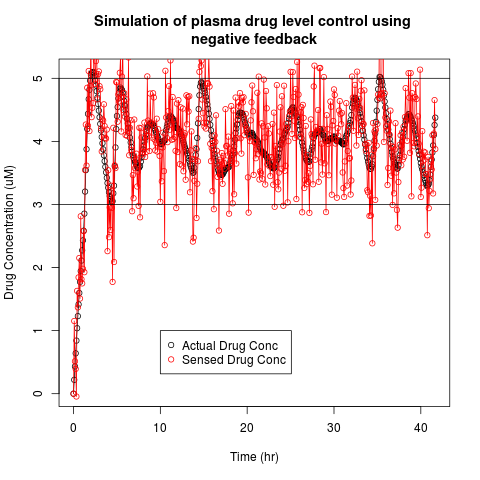 Simulation of plasma drug level control using
negative feedback
Drug Concentration (uM)
5
4
3
2
1
0
Actual Drug Conc
Sensed Drug Conc
0 10 20 30 40
Time (hr)